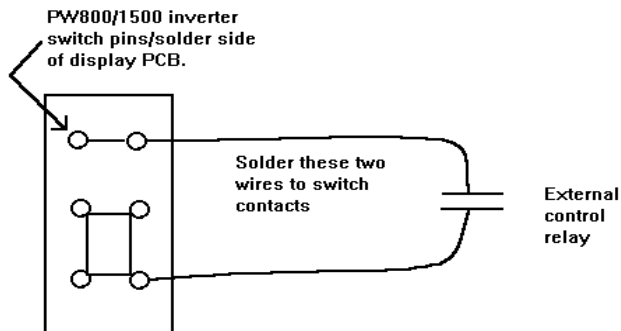 PW800/1500 inverter
switch pins/solder side
of display PCB.
Solder these two
wires to switch
contacts
External
control
relay